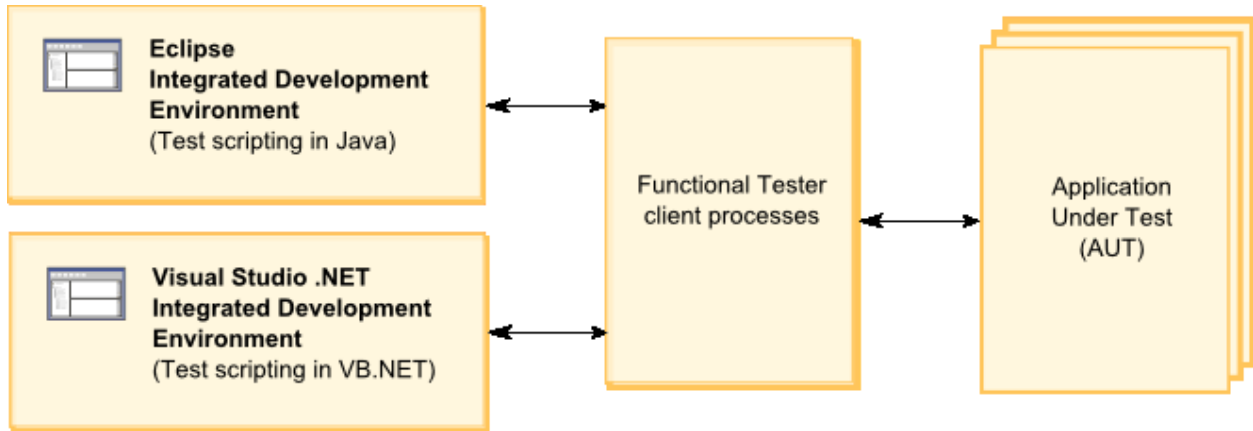 Eclipse
Integrated Development
Environment
(Test scripting in Java)
Visual Studio .NET
Integrated Development
Environment
(Test scripting in VB.NET)
Functional Tester
client processes
Application
Under Test
(AUT)